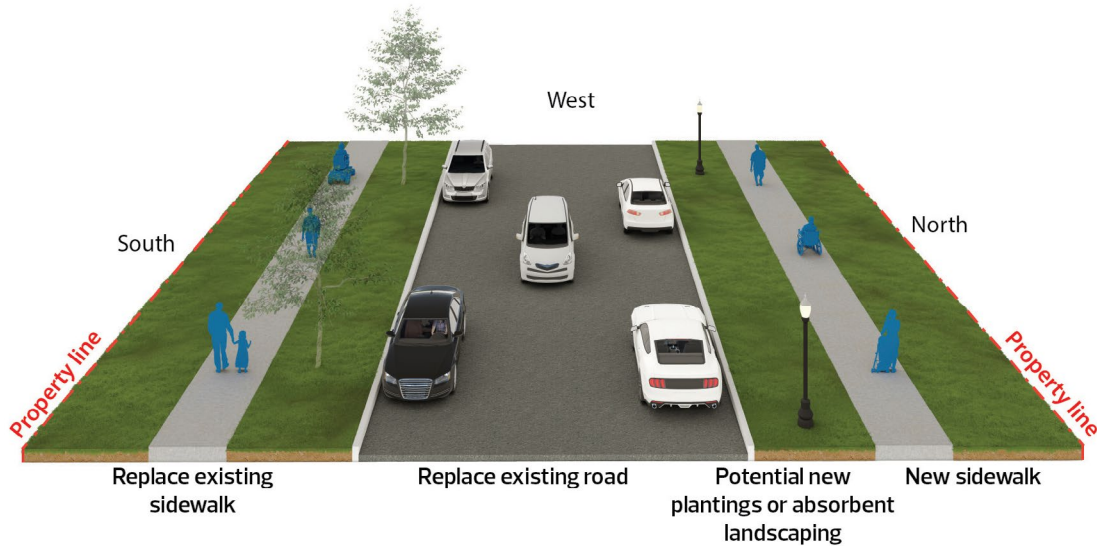 West
South
North
Property line
Property line
Replace existing
sidewalk
Replace existing road
Potential new
plantings or absorbent
landscaping
New sidewalk